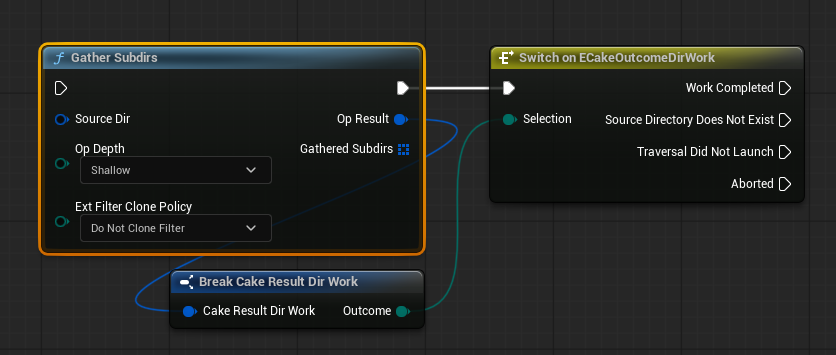 Gather Subdirs
Source Dir
Op Result
Op Depth
Shallow
Gathered Subdirs
Ext Filter Clone Policy
Do Not Clone Filter
Switch on ECakeOutcomeDirWork
Work Completed
Selection
Source Directory Does Not Exist
Traversal Did Not Launch
Aborted
Break Cake Result Dir Work
Cake Result Dir Work
Outcome